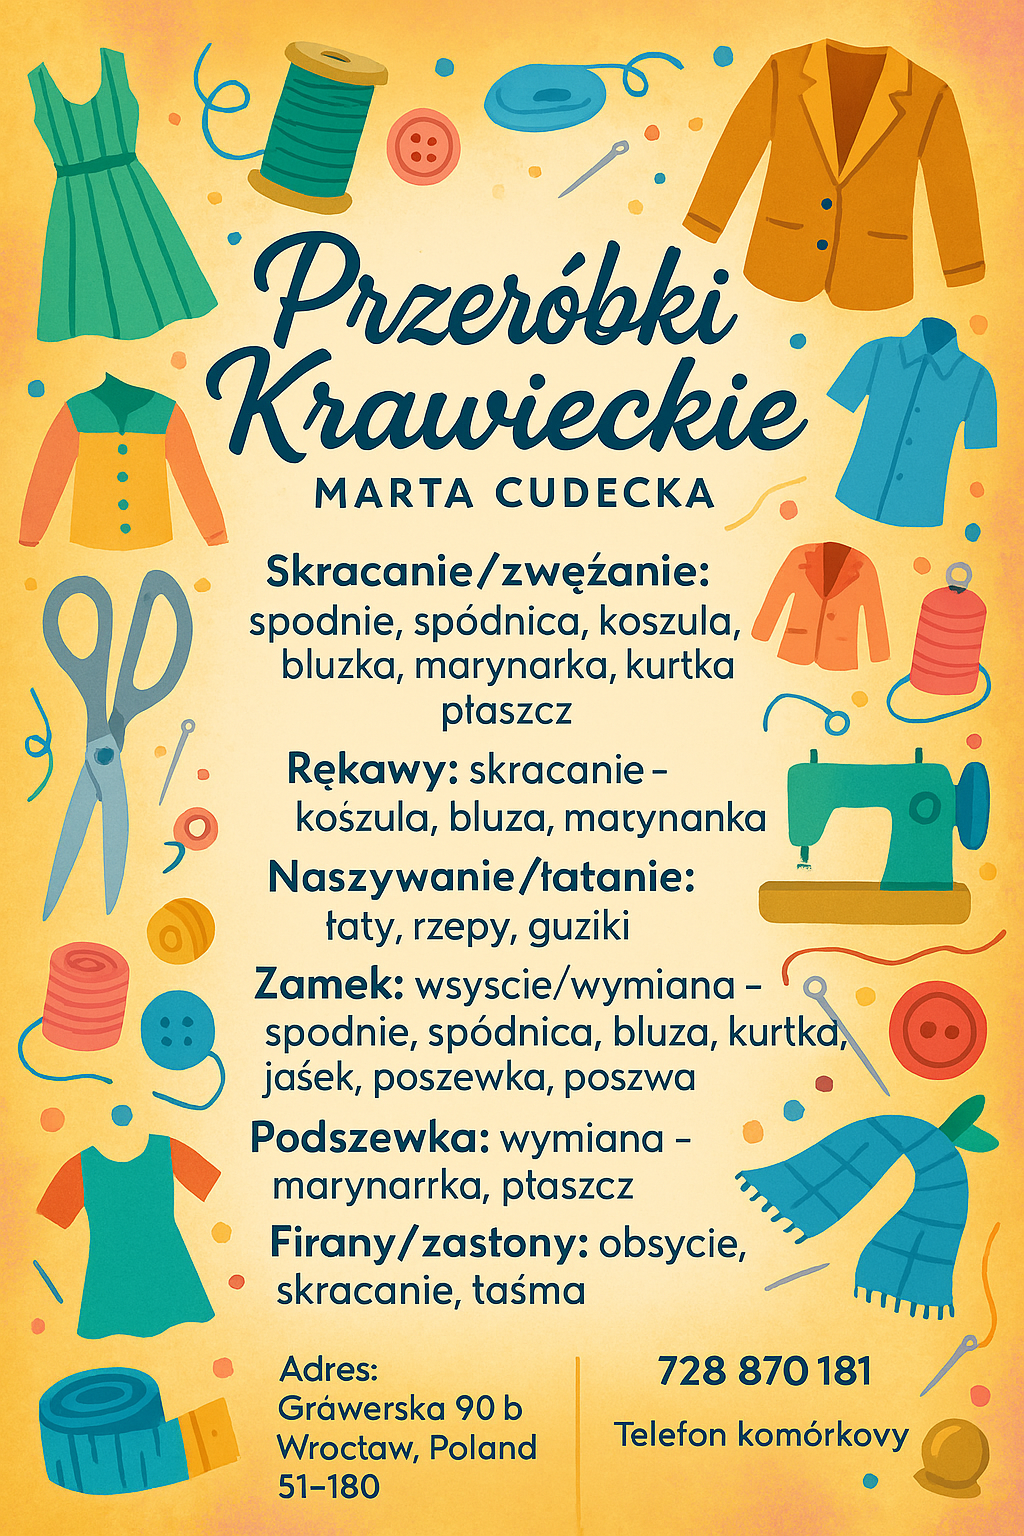 Przeróbki
Krawieckie
MARTA CUDECKA
Skracanie/zwęźanie:
spodnie, spódnica, koszula,
bluzka, marynarka, kurtka
płaszcz
Rękawy: skracanie –
kośzula, bluza, marynanka
Naszywanie/łatanie:
łaty, rzepy, guziki
Zamek: wsyscie/wymiana –
spodnie, spódnica, bluza, kurtka,
jaśek, poszewka, poszwa
Podszewka: wymiana –
marynarrka, płaszcz
Firany/zastony: obsycie,
skracanie, taśma
Adres:
Gráwerska 90 b
Wroctaw, Poland
51–180
728 870 181
Telefon komórkovy